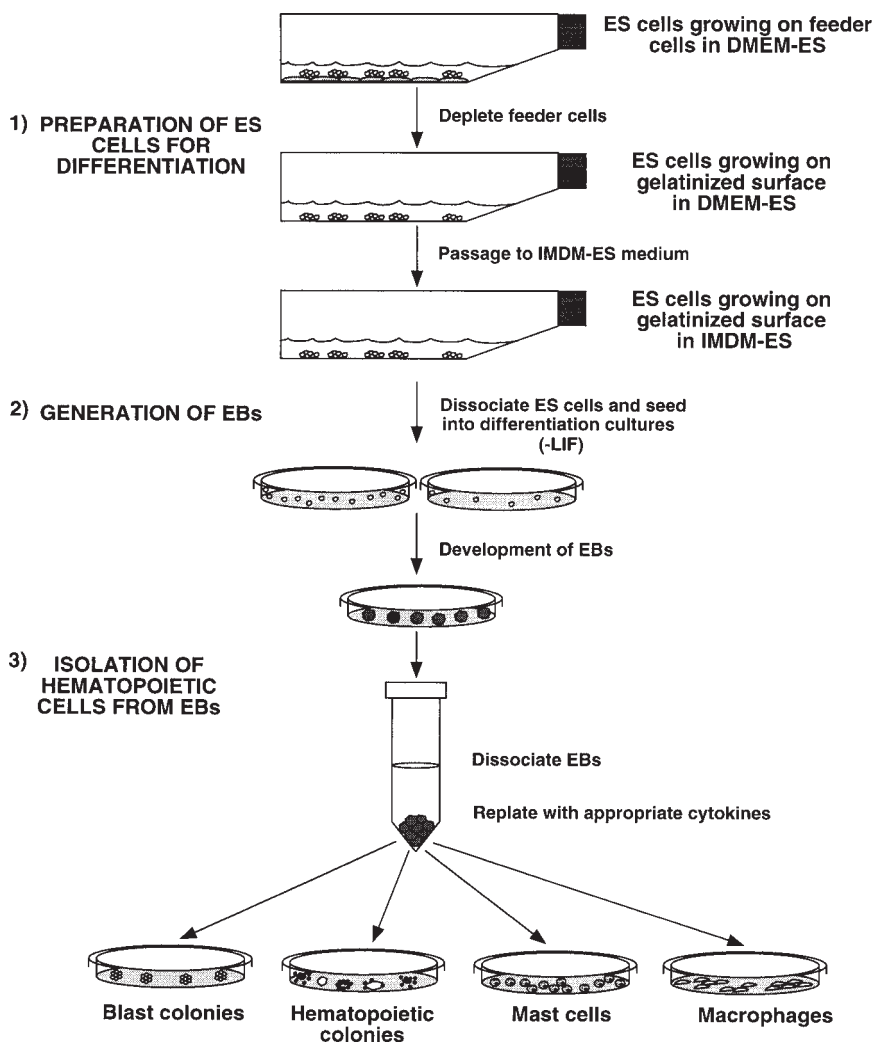 ES cells growing on feeder
cells in DMEM-ES
Deplete feeder cells
1) PREPARATION OF ES
CELLS FOR
DIFFERENTIATION
ES cells growing on
gelatinized surface
in DMEM-ES
Passage to IMDM-ES medium
ES cells growing on
gelatinized surface
in IMDM-ES
2) GENERATION OF EBs
Dissociate ES cells and seed
into differentiation cultures
(-LIF)
Development of EBs
3) ISOLATION OF
HEMATOPOIETIC
CELLS FROM EBs
Dissociate EBs
Replate with appropriate cytokines
Blast colonies
Hematopoietic
colonies
Mast cells
Macrophages